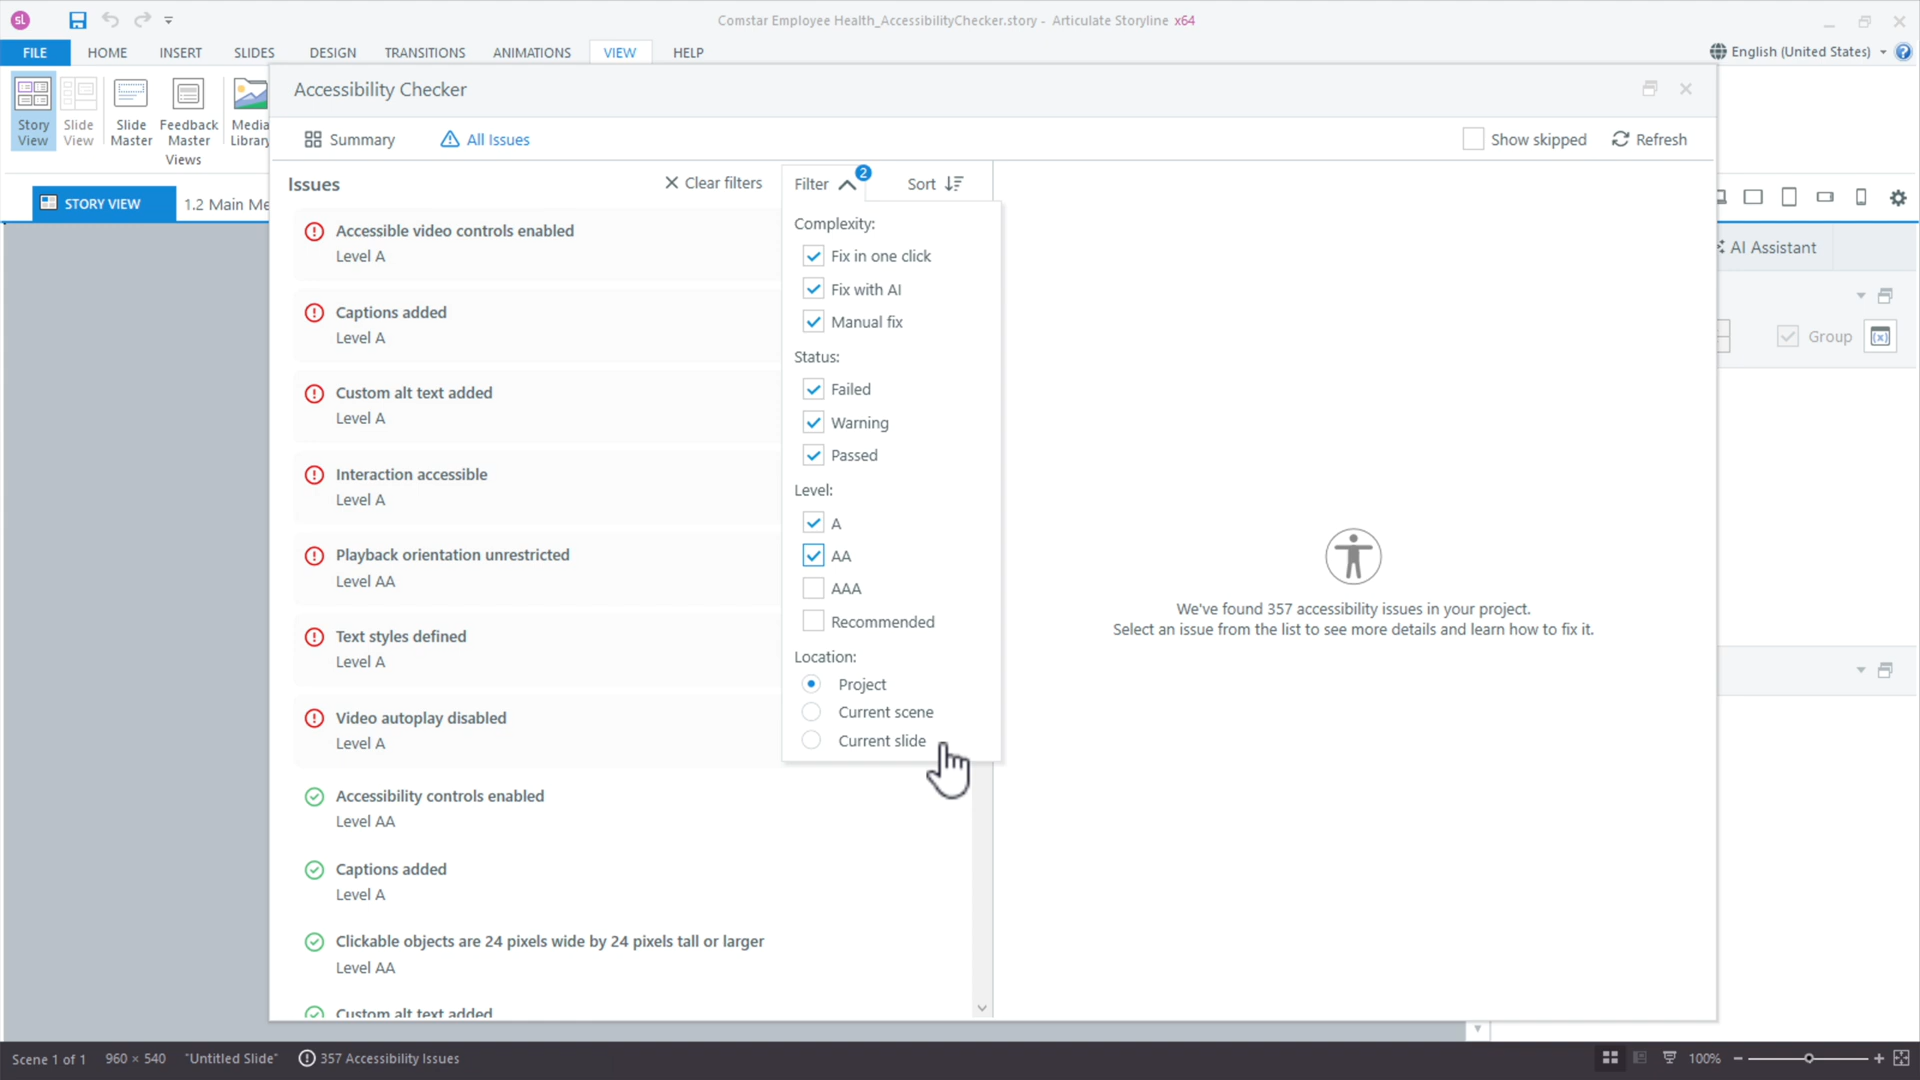 sl
Comstar Employee Health_AccessibilityChecker.story - Articulate Storyline x64
FILE HOME INSERT SLIDES DESIGN TRANSITIONS ANIMATIONS VIEW HELP
English (United States)
Story View
Slide View
Slide Master
Feedback Master
Media Library
Views
Accessibility Checker
Summary
All Issues
Show skipped
Refresh
STORY VIEW
1.2 Main Me
Issues
Clear filters
Filter
2
Sort
Accessible video controls enabled
Level A
Captions added
Level A
Custom alt text added
Level A
Interaction accessible
Level A
Playback orientation unrestricted
Level AA
Text styles defined
Level A
Video autoplay disabled
Level A
Accessibility controls enabled
Level AA
Captions added
Level A
Clickable objects are 24 pixels wide by 24 pixels tall or larger
Level AA
Custom alt text added
Complexity:
Fix in one click
Fix with AI
Manual fix
Status:
Failed
Warning
Passed
Level:
A
AA
AAA
Recommended
Location:
Project
Current scene
Current slide
We've found 357 accessibility issues in your project.
Select an issue from the list to see more details and learn how to fix it.
AI Assistant
Group
(x)
Scene 1 of 1 960 × 540 "Untitled Slide" 357 Accessibility Issues
100%